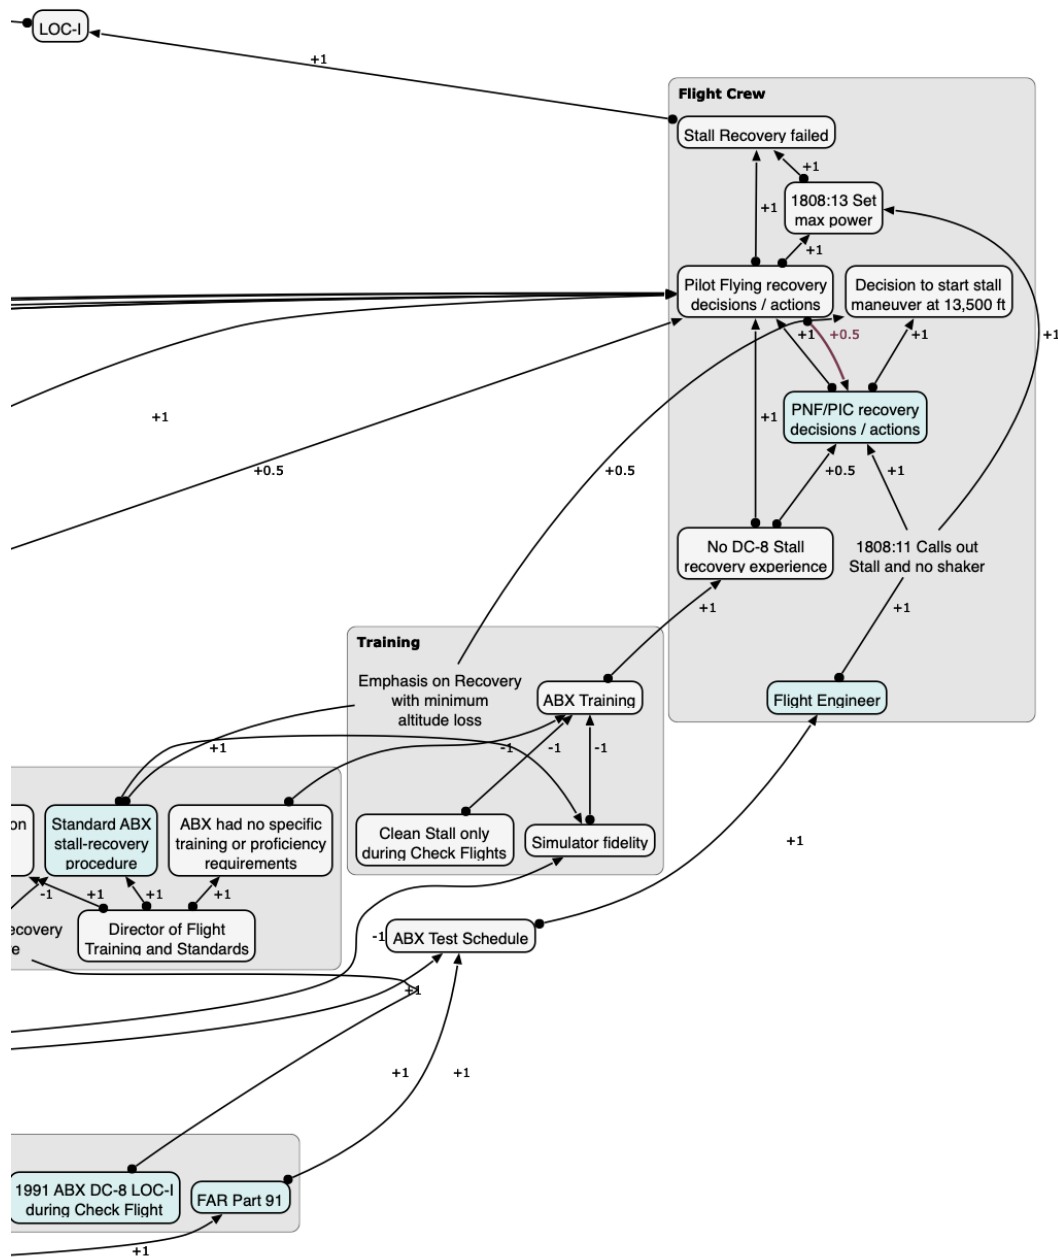 LOC-I
+1
Flight Crew
Stall Recovery failed
+1
1808:13 Set
max power
+1
+1
Pilot Flying recovery
decisions / actions
Decision to start stall
maneuver at 13,500 ft
+1
+0.5
+1
+1
PNF/PIC recovery
decisions / actions
+1
+1
+0.5
+0.5
+0.5
+1
No DC-8 Stall
recovery experience
1808:11 Calls out
Stall and no shaker
+1
+1
Training
Emphasis on Recovery
with minimum
altitude loss
ABX Training
Flight Engineer
+1
-1
-1
-1
on
Standard ABX
stall-recovery
procedure
ABX had no specific
training or proficiency
requirements
Clean Stall only
during Check Flights
Simulator fidelity
+1
-1
+1
+1
+1
ecovery
e
Director of Flight
Training and Standards
-1
ABX Test Schedule
+1
+1
+1
1991 ABX DC-8 LOC-I
during Check Flight
FAR Part 91
+1